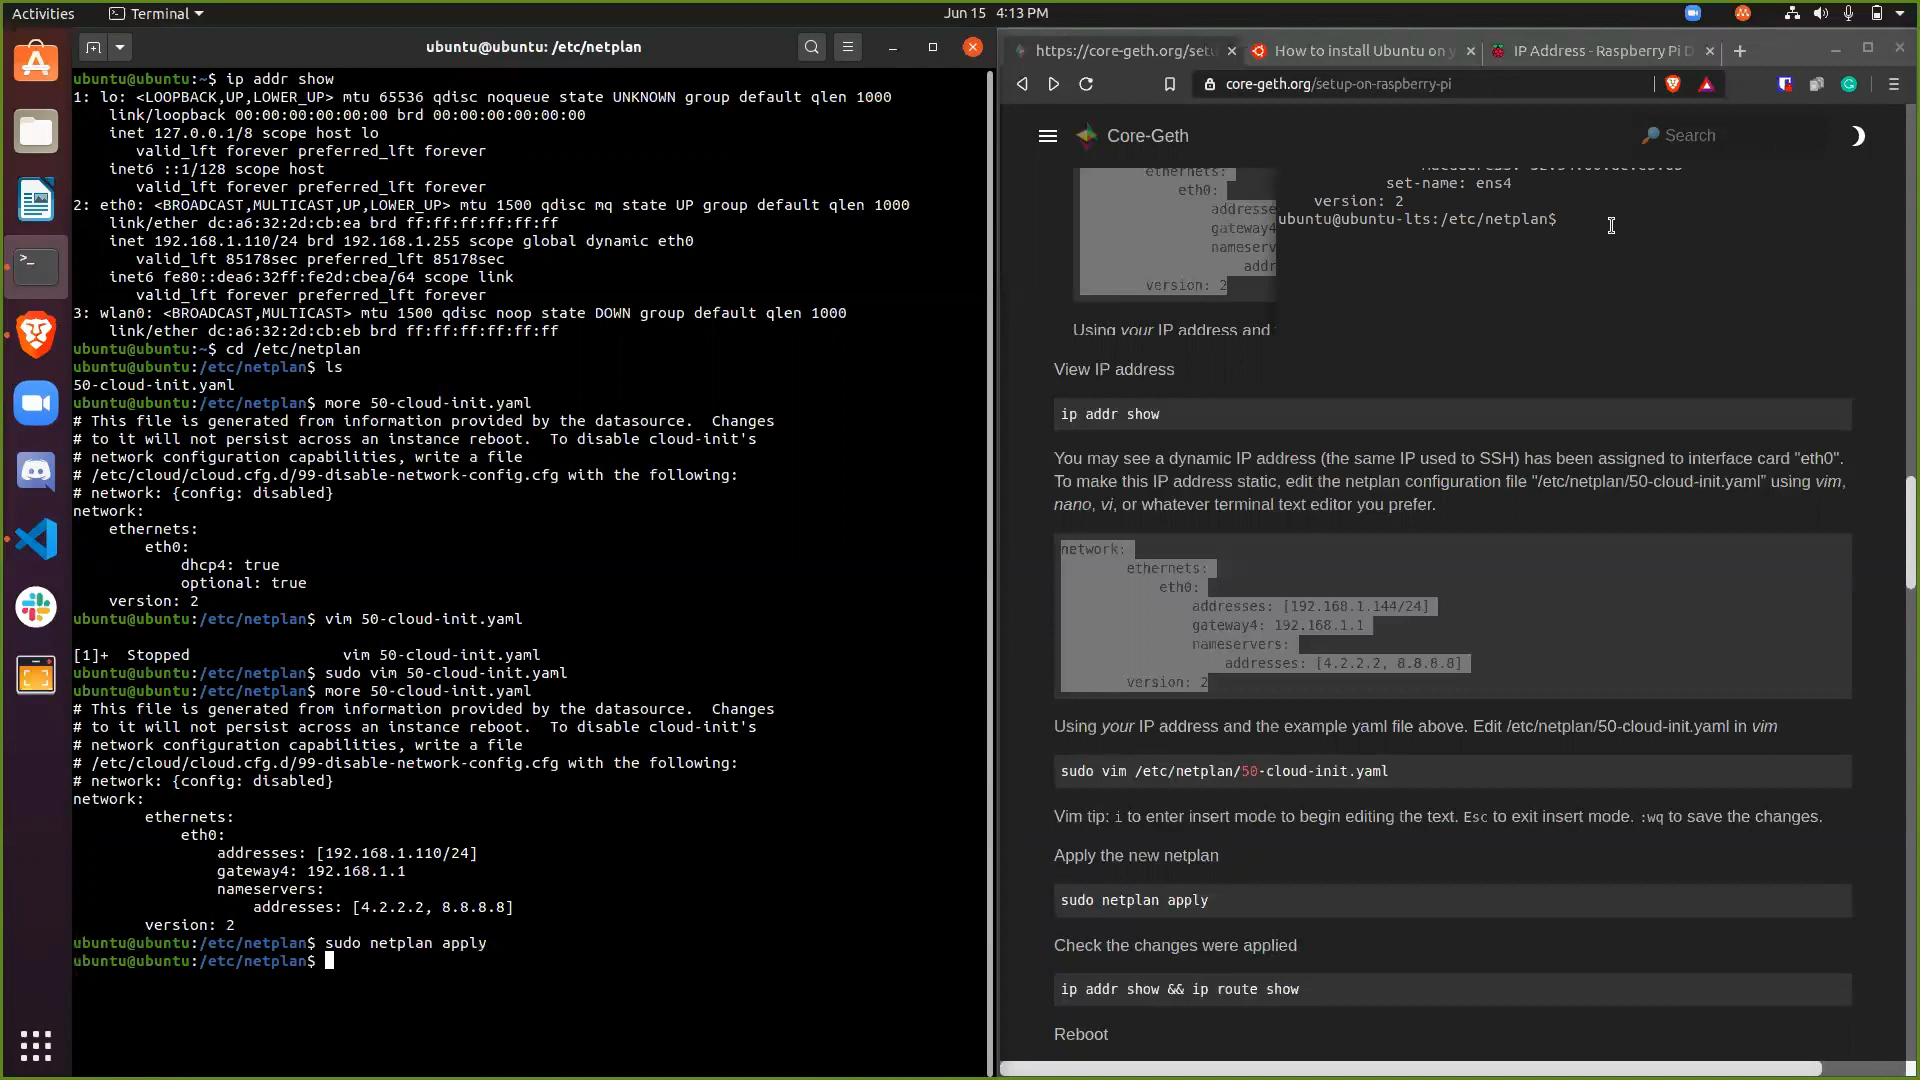 Activities
Terminal
Jun 15 4:13 PM
ubuntu@ubuntu: /etc/netplan
ubuntu@ubuntu:~$ ip addr show
1: lo: <LOOPBACK,UP,LOWER_UP> mtu 65536 qdisc noqueue state UNKNOWN group default qlen 1000
link/loopback 00:00:00:00:00:00 brd 00:00:00:00:00:00
inet 127.0.0.1/8 scope host lo
valid_lft forever preferred_lft forever
inet6 ::1/128 scope host
valid_lft forever preferred_lft forever
2: eth0: <BROADCAST,MULTICAST,UP,LOWER_UP> mtu 1500 qdisc mq state UP group default qlen 1000
link/ether dc:a6:32:2d:cb:ea brd ff:ff:ff:ff:ff:ff
inet 192.168.1.110/24 brd 192.168.1.255 scope global dynamic eth0
valid_lft 85178sec preferred_lft 85178sec
inet6 fe80::dea6:32ff:fe2d:cbea/64 scope link
valid_lft forever preferred_lft forever
3: wlan0: <BROADCAST,MULTICAST> mtu 1500 qdisc noop state DOWN group default qlen 1000
link/ether dc:a6:32:2d:cb:eb brd ff:ff:ff:ff:ff:ff
ubuntu@ubuntu:~$ cd /etc/netplan
ubuntu@ubuntu:/etc/netplan$ ls
50-cloud-init.yaml
ubuntu@ubuntu:/etc/netplan$ more 50-cloud-init.yaml
# This file is generated from information provided by the datasource.  Changes
# to it will not persist across an instance reboot.  To disable cloud-init's
# network configuration capabilities, write a file
# /etc/cloud/cloud.cfg.d/99-disable-network-config.cfg with the following:
# network: {config: disabled}
network:
ethernets:
eth0:
dhcp4: true
optional: true
version: 2
ubuntu@ubuntu:/etc/netplan$ vim 50-cloud-init.yaml
[1]+  Stopped                 vim 50-cloud-init.yaml
ubuntu@ubuntu:/etc/netplan$ sudo vim 50-cloud-init.yaml
ubuntu@ubuntu:/etc/netplan$ more 50-cloud-init.yaml
# This file is generated from information provided by the datasource.  Changes
# to it will not persist across an instance reboot.  To disable cloud-init's
# network configuration capabilities, write a file
# /etc/cloud/cloud.cfg.d/99-disable-network-config.cfg with the following:
# network: {config: disabled}
network:
ethernets:
eth0:
addresses: [192.168.1.110/24]
gateway4: 192.168.1.1
nameservers:
addresses: [4.2.2.2, 8.8.8.8]
version: 2
ubuntu@ubuntu:/etc/netplan$ sudo netplan apply
ubuntu@ubuntu:/etc/netplan$
https://core-geth.org/setu
How to install Ubuntu on y
IP Address - Raspberry Pi D
core-geth.org/setup-on-raspberry-pi
Core-Geth
Search
ethernets:
eth0:
addresse
gateway4
nameserv
addr
version: 2
set-name: ens4
version: 2
ubuntu@ubuntu-lts:/etc/netplan$
Using your IP address and
View IP address
ip addr show
You may see a dynamic IP address (the same IP used to SSH) has been assigned to interface card "eth0".
To make this IP address static, edit the netplan configuration file "/etc/netplan/50-cloud-init.yaml" using vim,
nano, vi, or whatever terminal text editor you prefer.
network:
ethernets:
eth0:
addresses: [192.168.1.144/24]
gateway4: 192.168.1.1
nameservers:
addresses: [4.2.2.2, 8.8.8.8]
version: 2
Using your IP address and the example yaml file above. Edit /etc/netplan/50-cloud-init.yaml in vim
sudo vim /etc/netplan/50-cloud-init.yaml
Vim tip: i to enter insert mode to begin editing the text. Esc to exit insert mode. :wq to save the changes.
Apply the new netplan
sudo netplan apply
Check the changes were applied
ip addr show && ip route show
Reboot